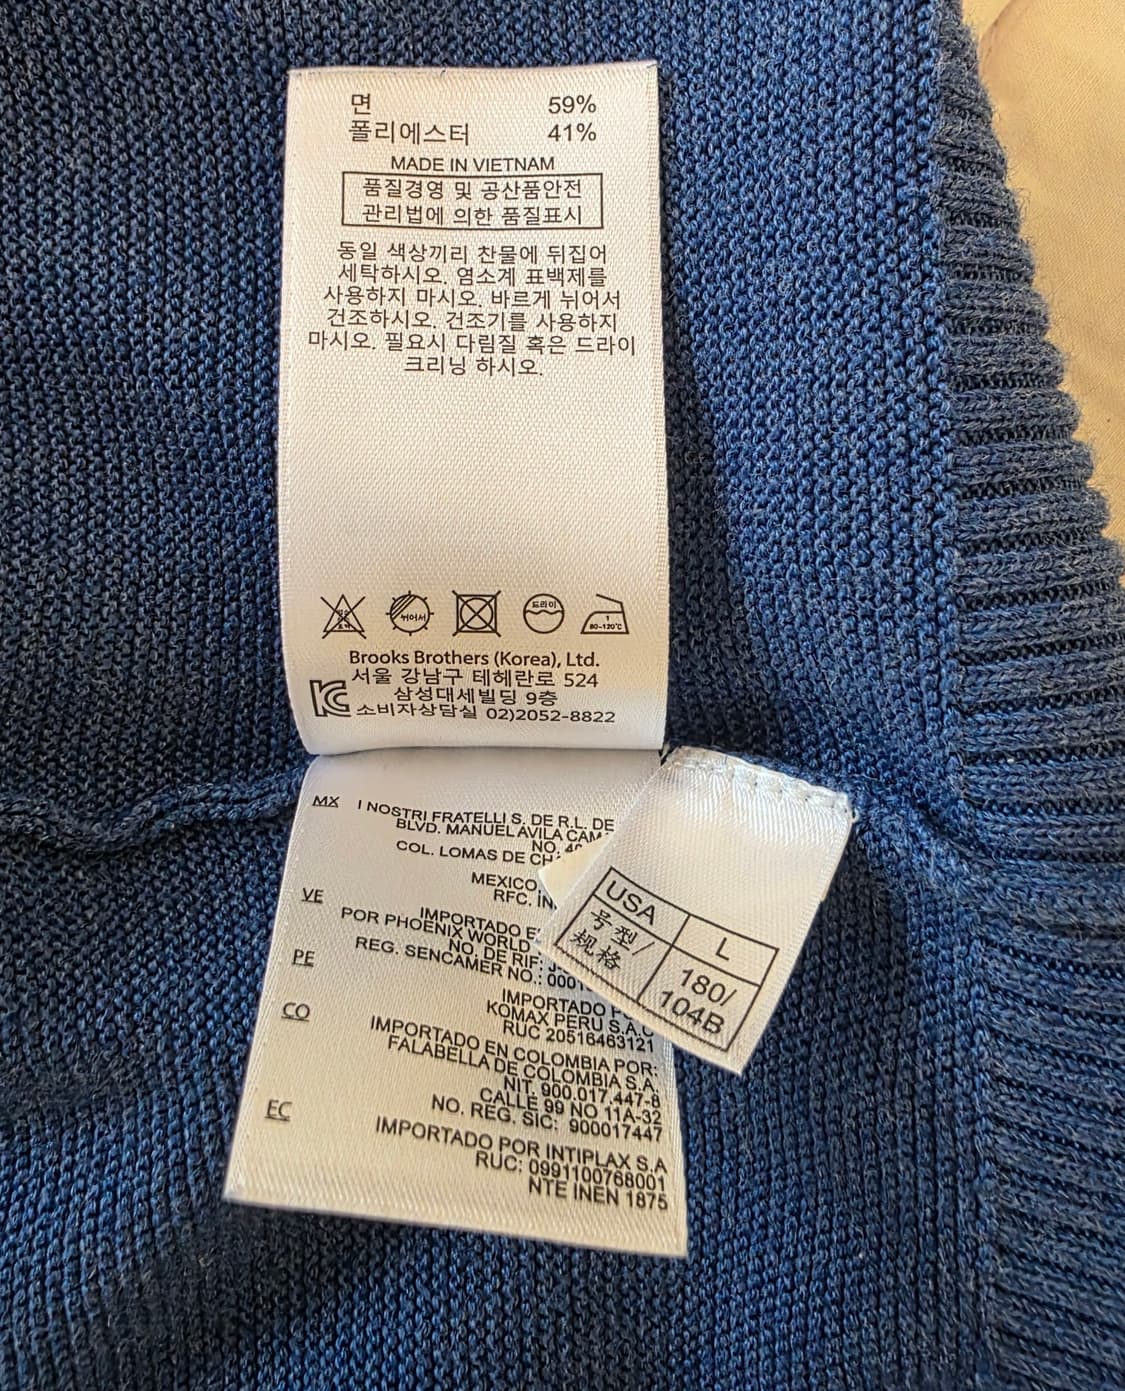 면 59%
폴리에스터 41%
MADE IN VIETNAM
품질경영 및 공산품안전
관리법에 의한 품질표시
동일 색상끼리 찬물에 뒤집어
세탁하시오. 염소계 표백제를
사용하지 마시오. 바르게 뉘어서
건조하시오. 건조기를 사용하지
마시오. 필요시 다림질 혹은 드라이
크리닝 하시오.
뉘어서
드라이
1
80-120℃
Brooks Brothers (Korea), Ltd.
서울 강남구 테헤란로 524
삼성대세빌딩 9층
소비자상담실 02)2052-8822
MX I NOSTRI FRATELLI S. DE R.L. DE
BLVD. MANUEL AVILA
NO.
COL. LOMAS DE
MEXICO
RFC.
VE IMPORTADO
POR PHOENIX WORLD
NO. DE RIF:
REG. SENCAMER NO.:
PE IMPORTADO
KOMAX PERU S.A.C
RUC 20516463121
CO IMPORTADO EN COLOMBIA POR:
FALABELLA DE COLOMBIA S.A.
NIT. 900.017.447-8
CALLE 99 NO 11A-32
NO. REG. SIC: 900017447
EC IMPORTADO POR INTIPLAX S.A
RUC: 0991100768001
NTE INEN 1875
USA L
号型/ 180/
规格 104B